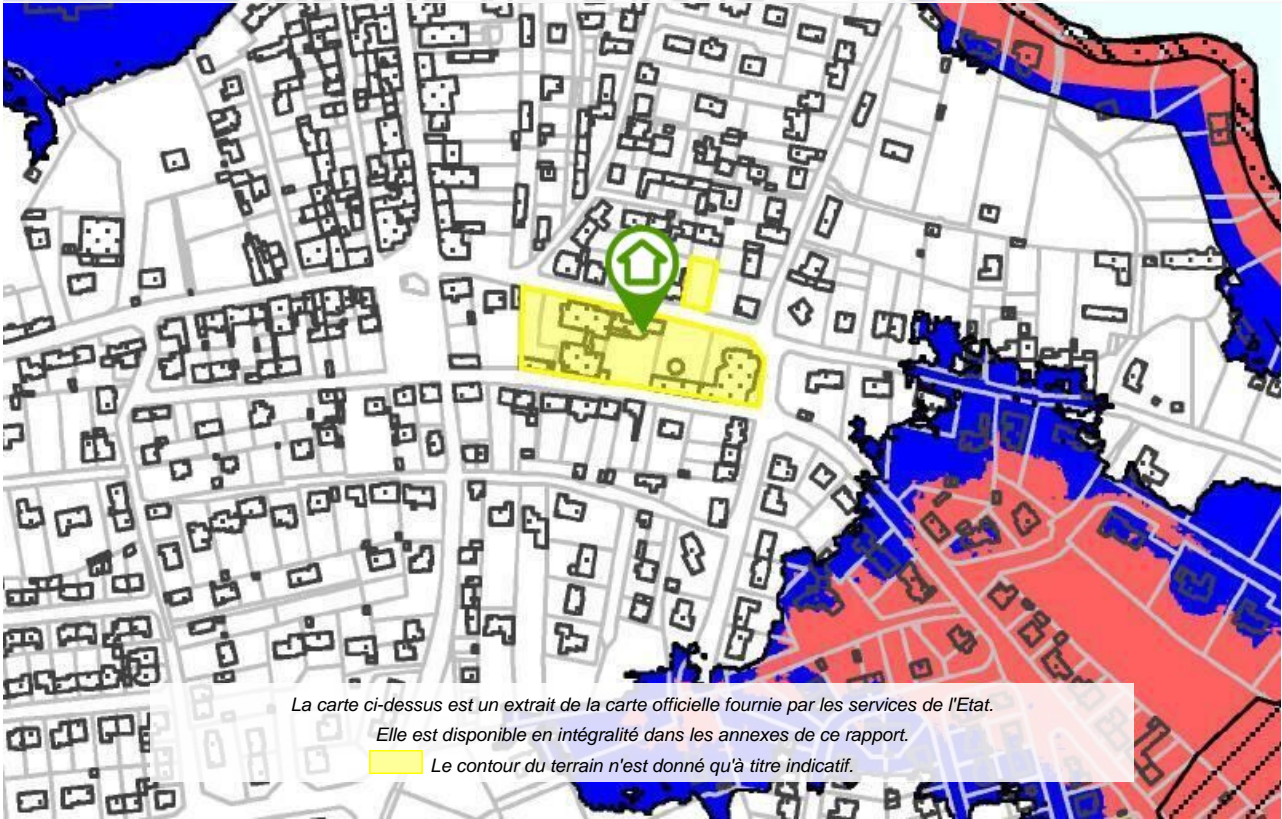 La carte ci-dessus est un extrait de la carte officielle fournie par les services de l'Etat.
Elle est disponible en intégralité dans les annexes de ce rapport.
Le contour du terrain n'est donné qu'à titre indicatif.